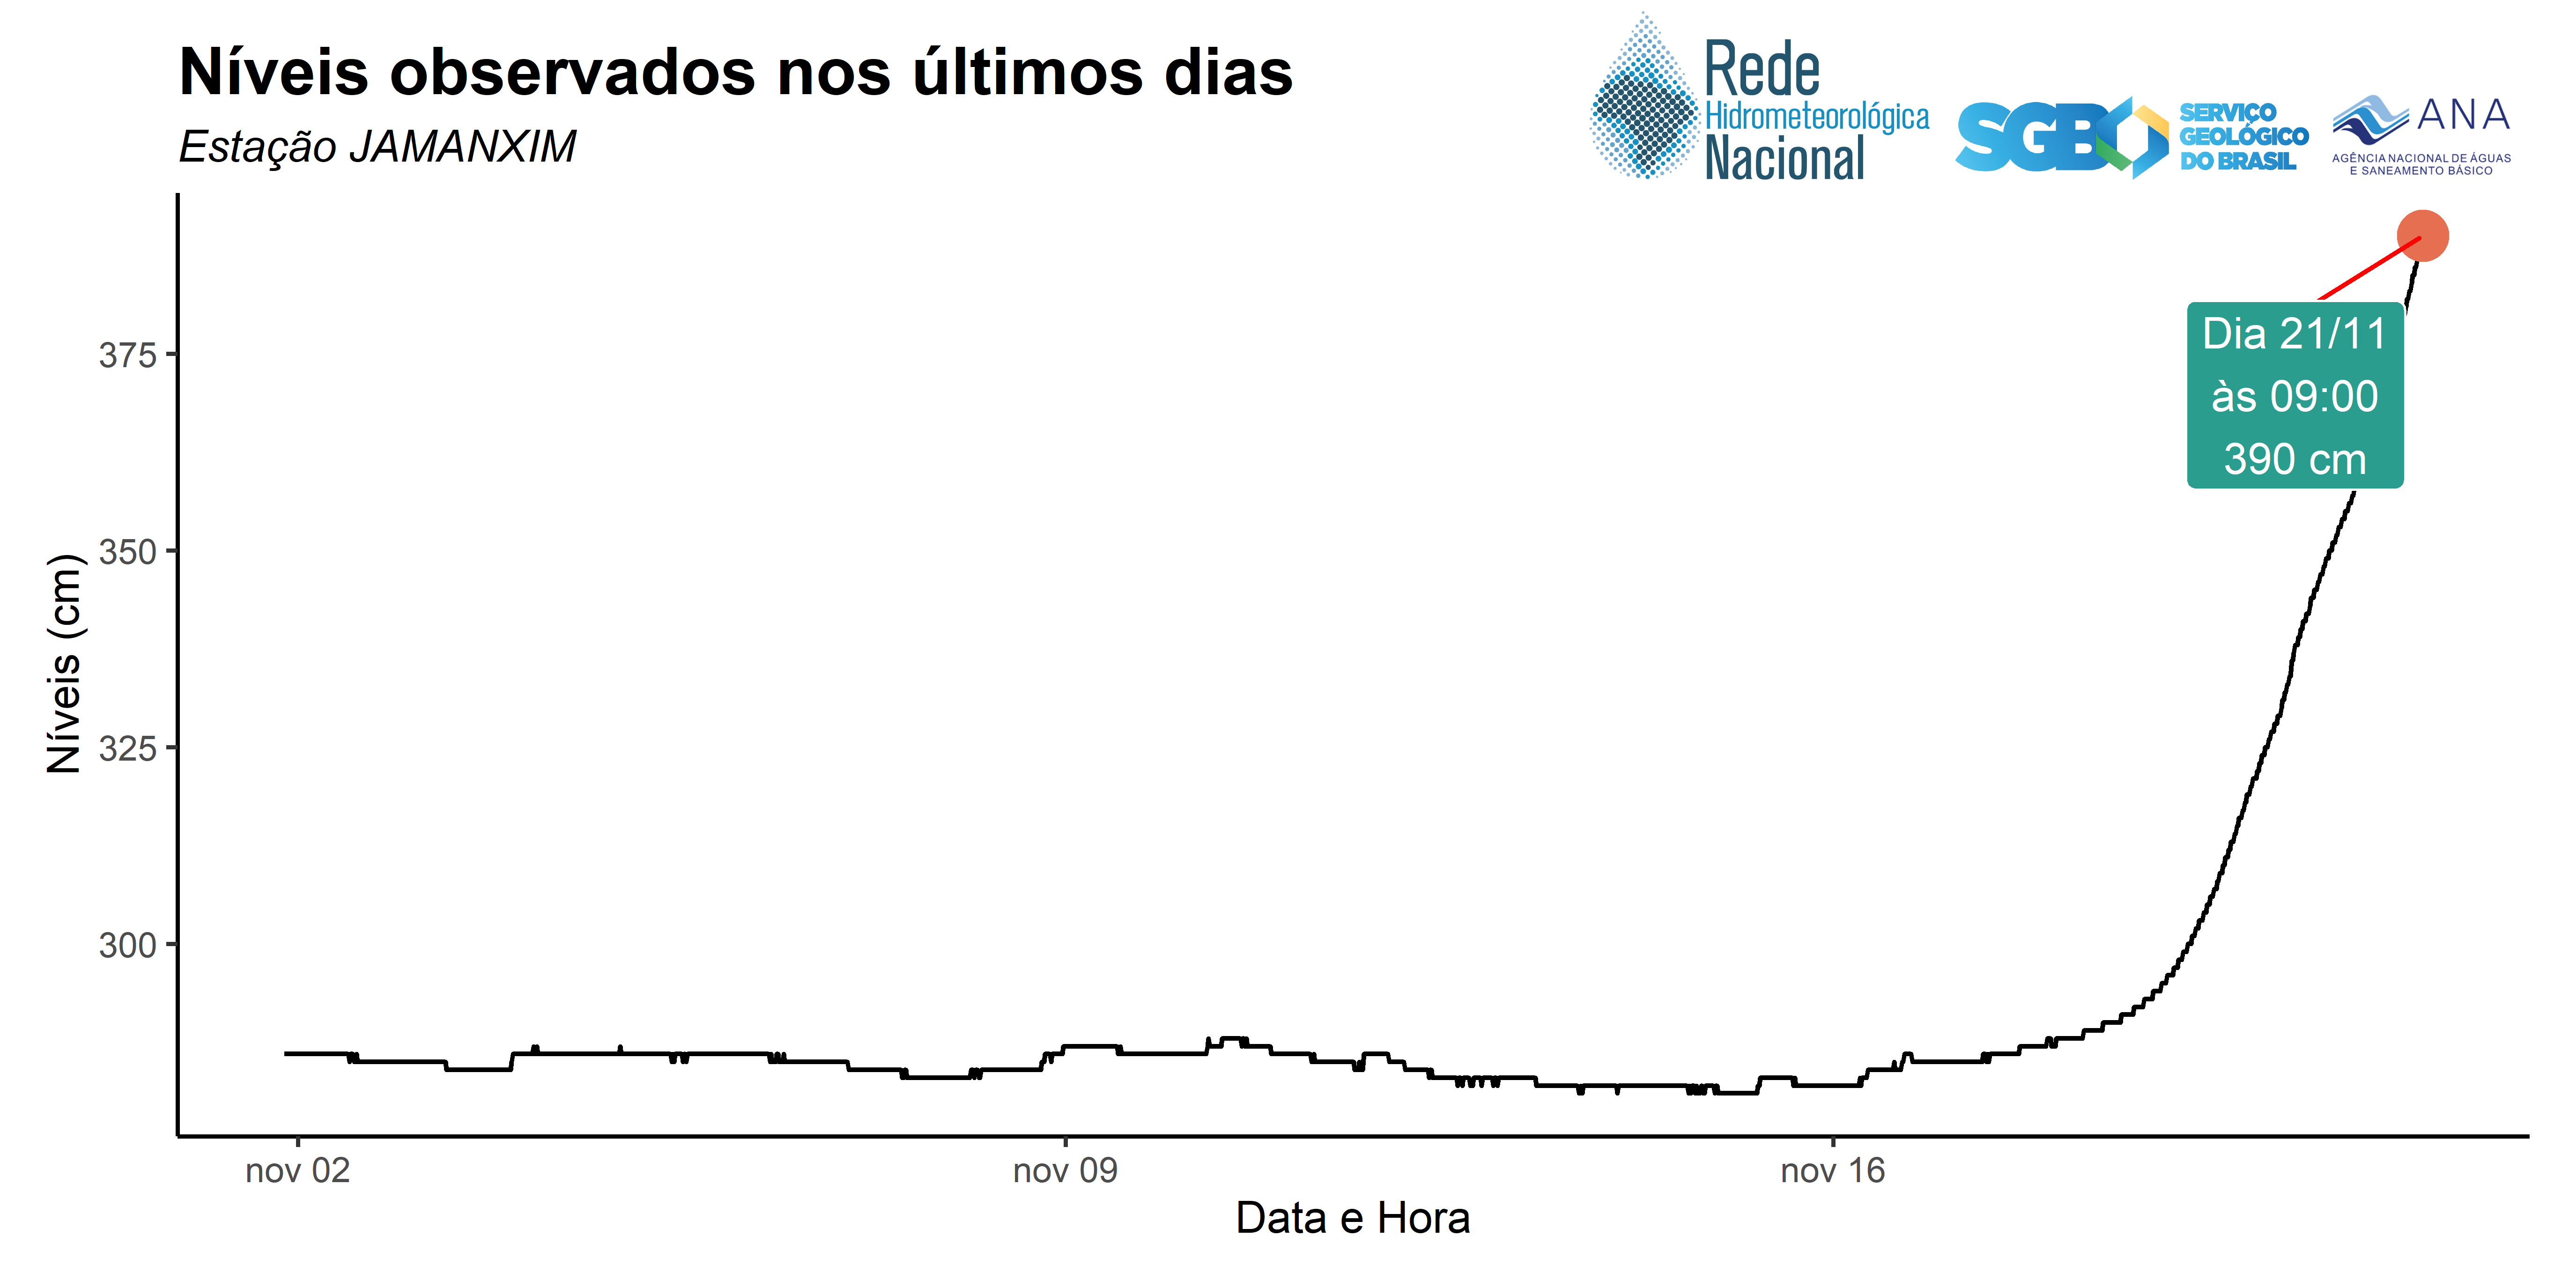 Níveis observados nos últimos dias
Estação JAMANXIM
Rede
Hidrometeorológica
Nacional
SGB
SERVIÇO
GEOLÓGICO
DO BRASIL
ANA
AGÊNCIA NACIONAL DE ÁGUAS
E SANEAMENTO BÁSICO
Dia 21/11
às 09:00
390 cm
Níveis (cm)
375
350
325
300
nov 02
nov 09
nov 16
Data e Hora